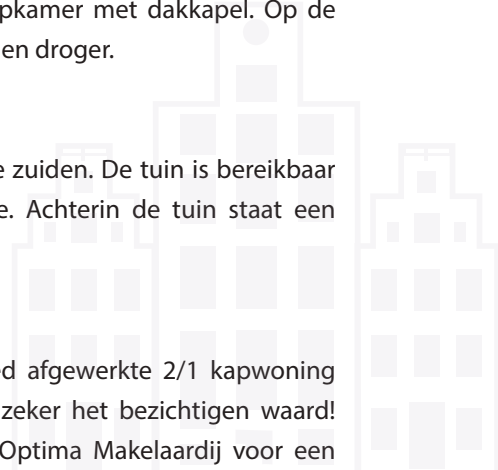 pkamer met dakkapel. Op de
en droger.
zuiden. De tuin is bereikbaar
Achterin de tuin staat een
afgewerkte 2/1 kapwoning
zeker het bezichtigen waard!
Optima Makelaardij voor een